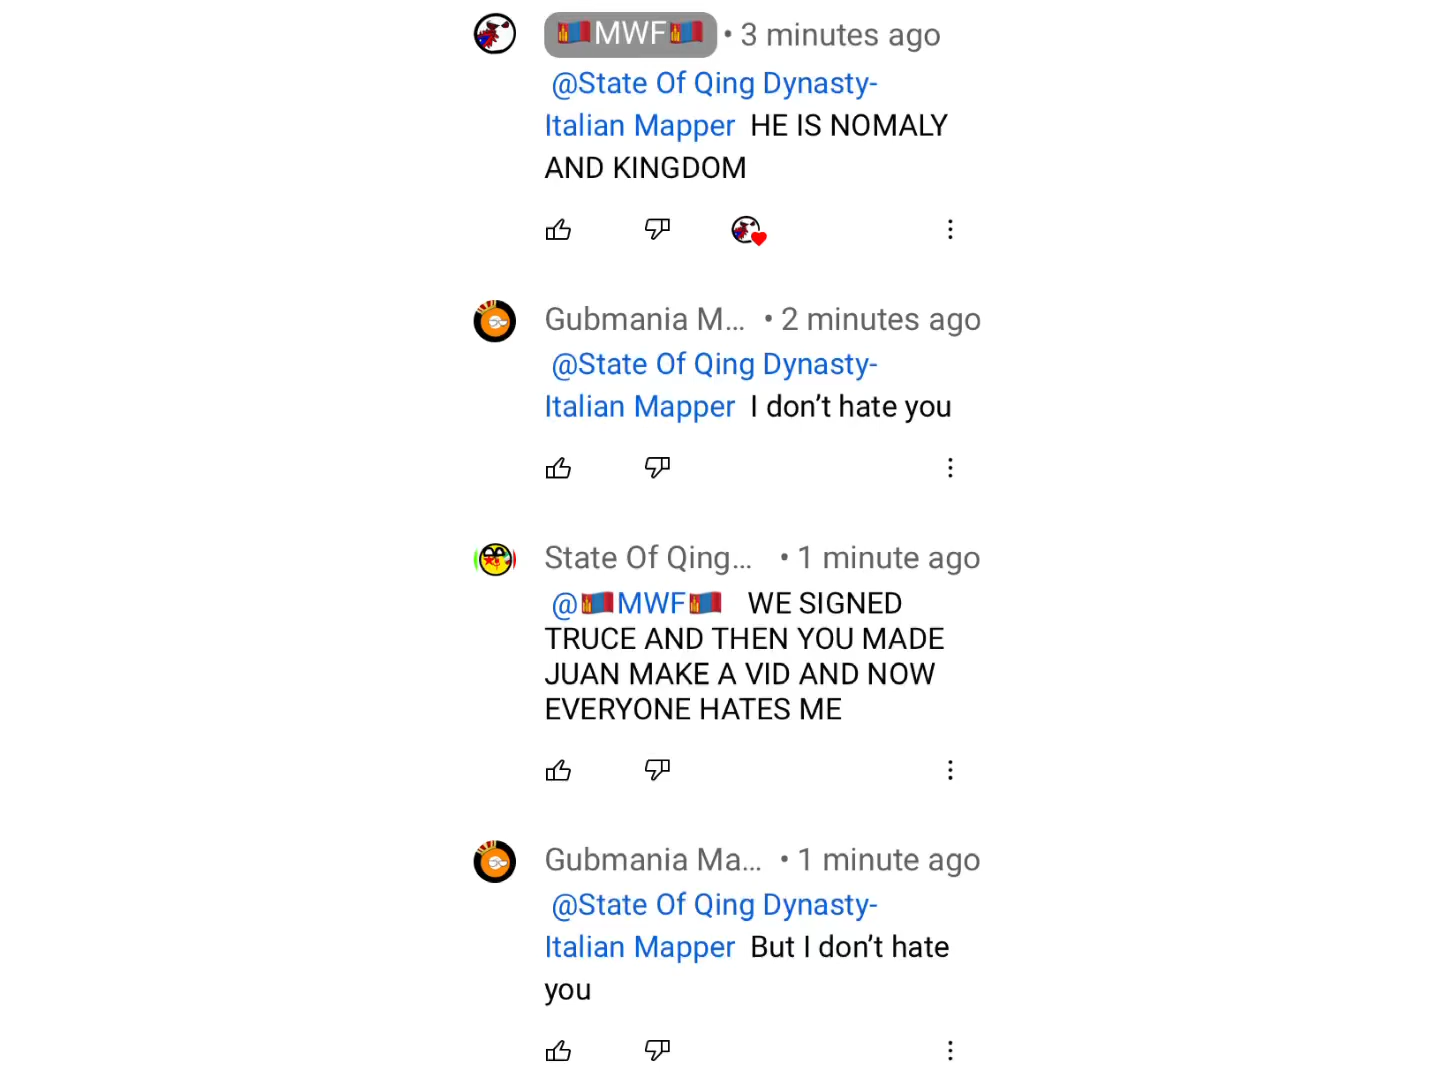 🇲🇳MWF🇲🇳 • 3 minutes ago
@State Of Qing Dynasty-
Italian Mapper HE IS NOMALY
AND KINGDOM
Gubmania M... • 2 minutes ago
@State Of Qing Dynasty-
Italian Mapper I don’t hate you
State Of Qing... • 1 minute ago
@🇲🇳MWF🇲🇳 WE SIGNED
TRUCE AND THEN YOU MADE
JUAN MAKE A VID AND NOW
EVERYONE HATES ME
Gubmania Ma... • 1 minute ago
@State Of Qing Dynasty-
Italian Mapper But I don’t hate
you